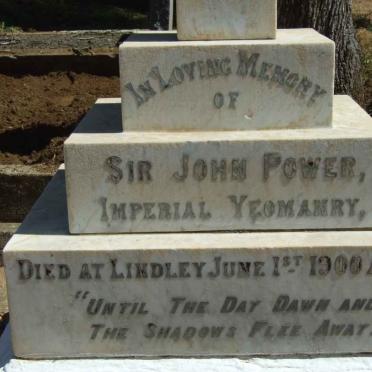 In Loving Memory
OF
Sir John Power,
Imperial Yeomanry,
Died at Lindley June 1st 1900
"Until The Day Dawn and
The Shadows Flee Away